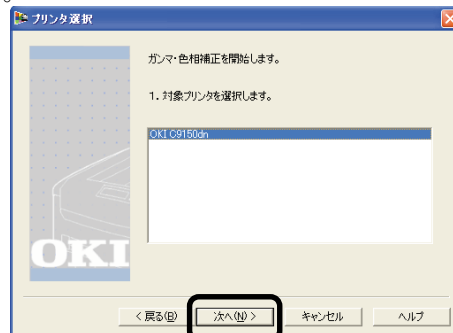 プリンタ選択
ガンマ・色相補正を開始します。
1. 対象プリンタを選択します。
OKI C9150dn
OKI
< 戻る(B)
次へ(N) >
キャンセル
ヘルプ